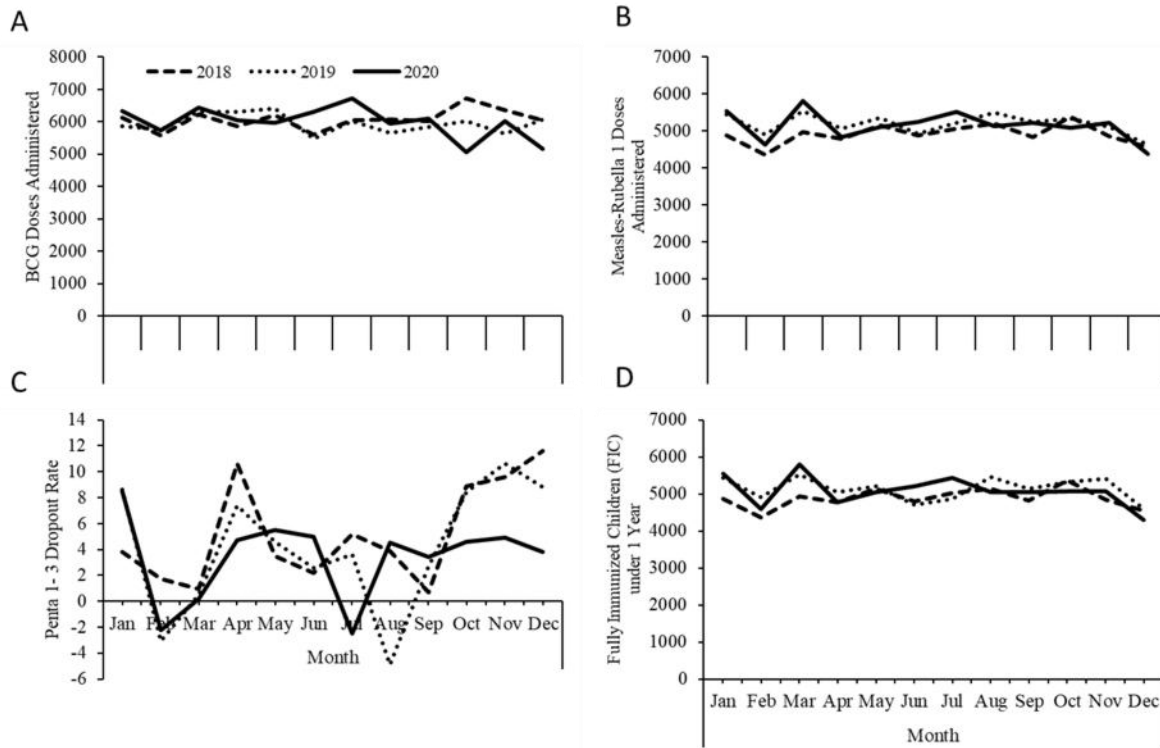 A
8000
7000
6000
5000
4000
3000
2000
1000
0
BCG Doses Administered
2018 2019 2020
B
7000
6000
5000
4000
3000
2000
1000
0
Measles-Rubella 1 Doses
Administered
C
14
12
10
8
6
4
2
0
-2
-4
-6
Penta 1- 3 Dropout Rate
Jan Feb Mar Apr May Jun Jul Aug Sep Oct Nov Dec
Month
D
7000
6000
5000
4000
3000
2000
1000
0
Fully Immunized Children (FIC)
under 1 Year
Jan Feb Mar Apr May Jun Jul Aug Sep Oct Nov Dec
Month